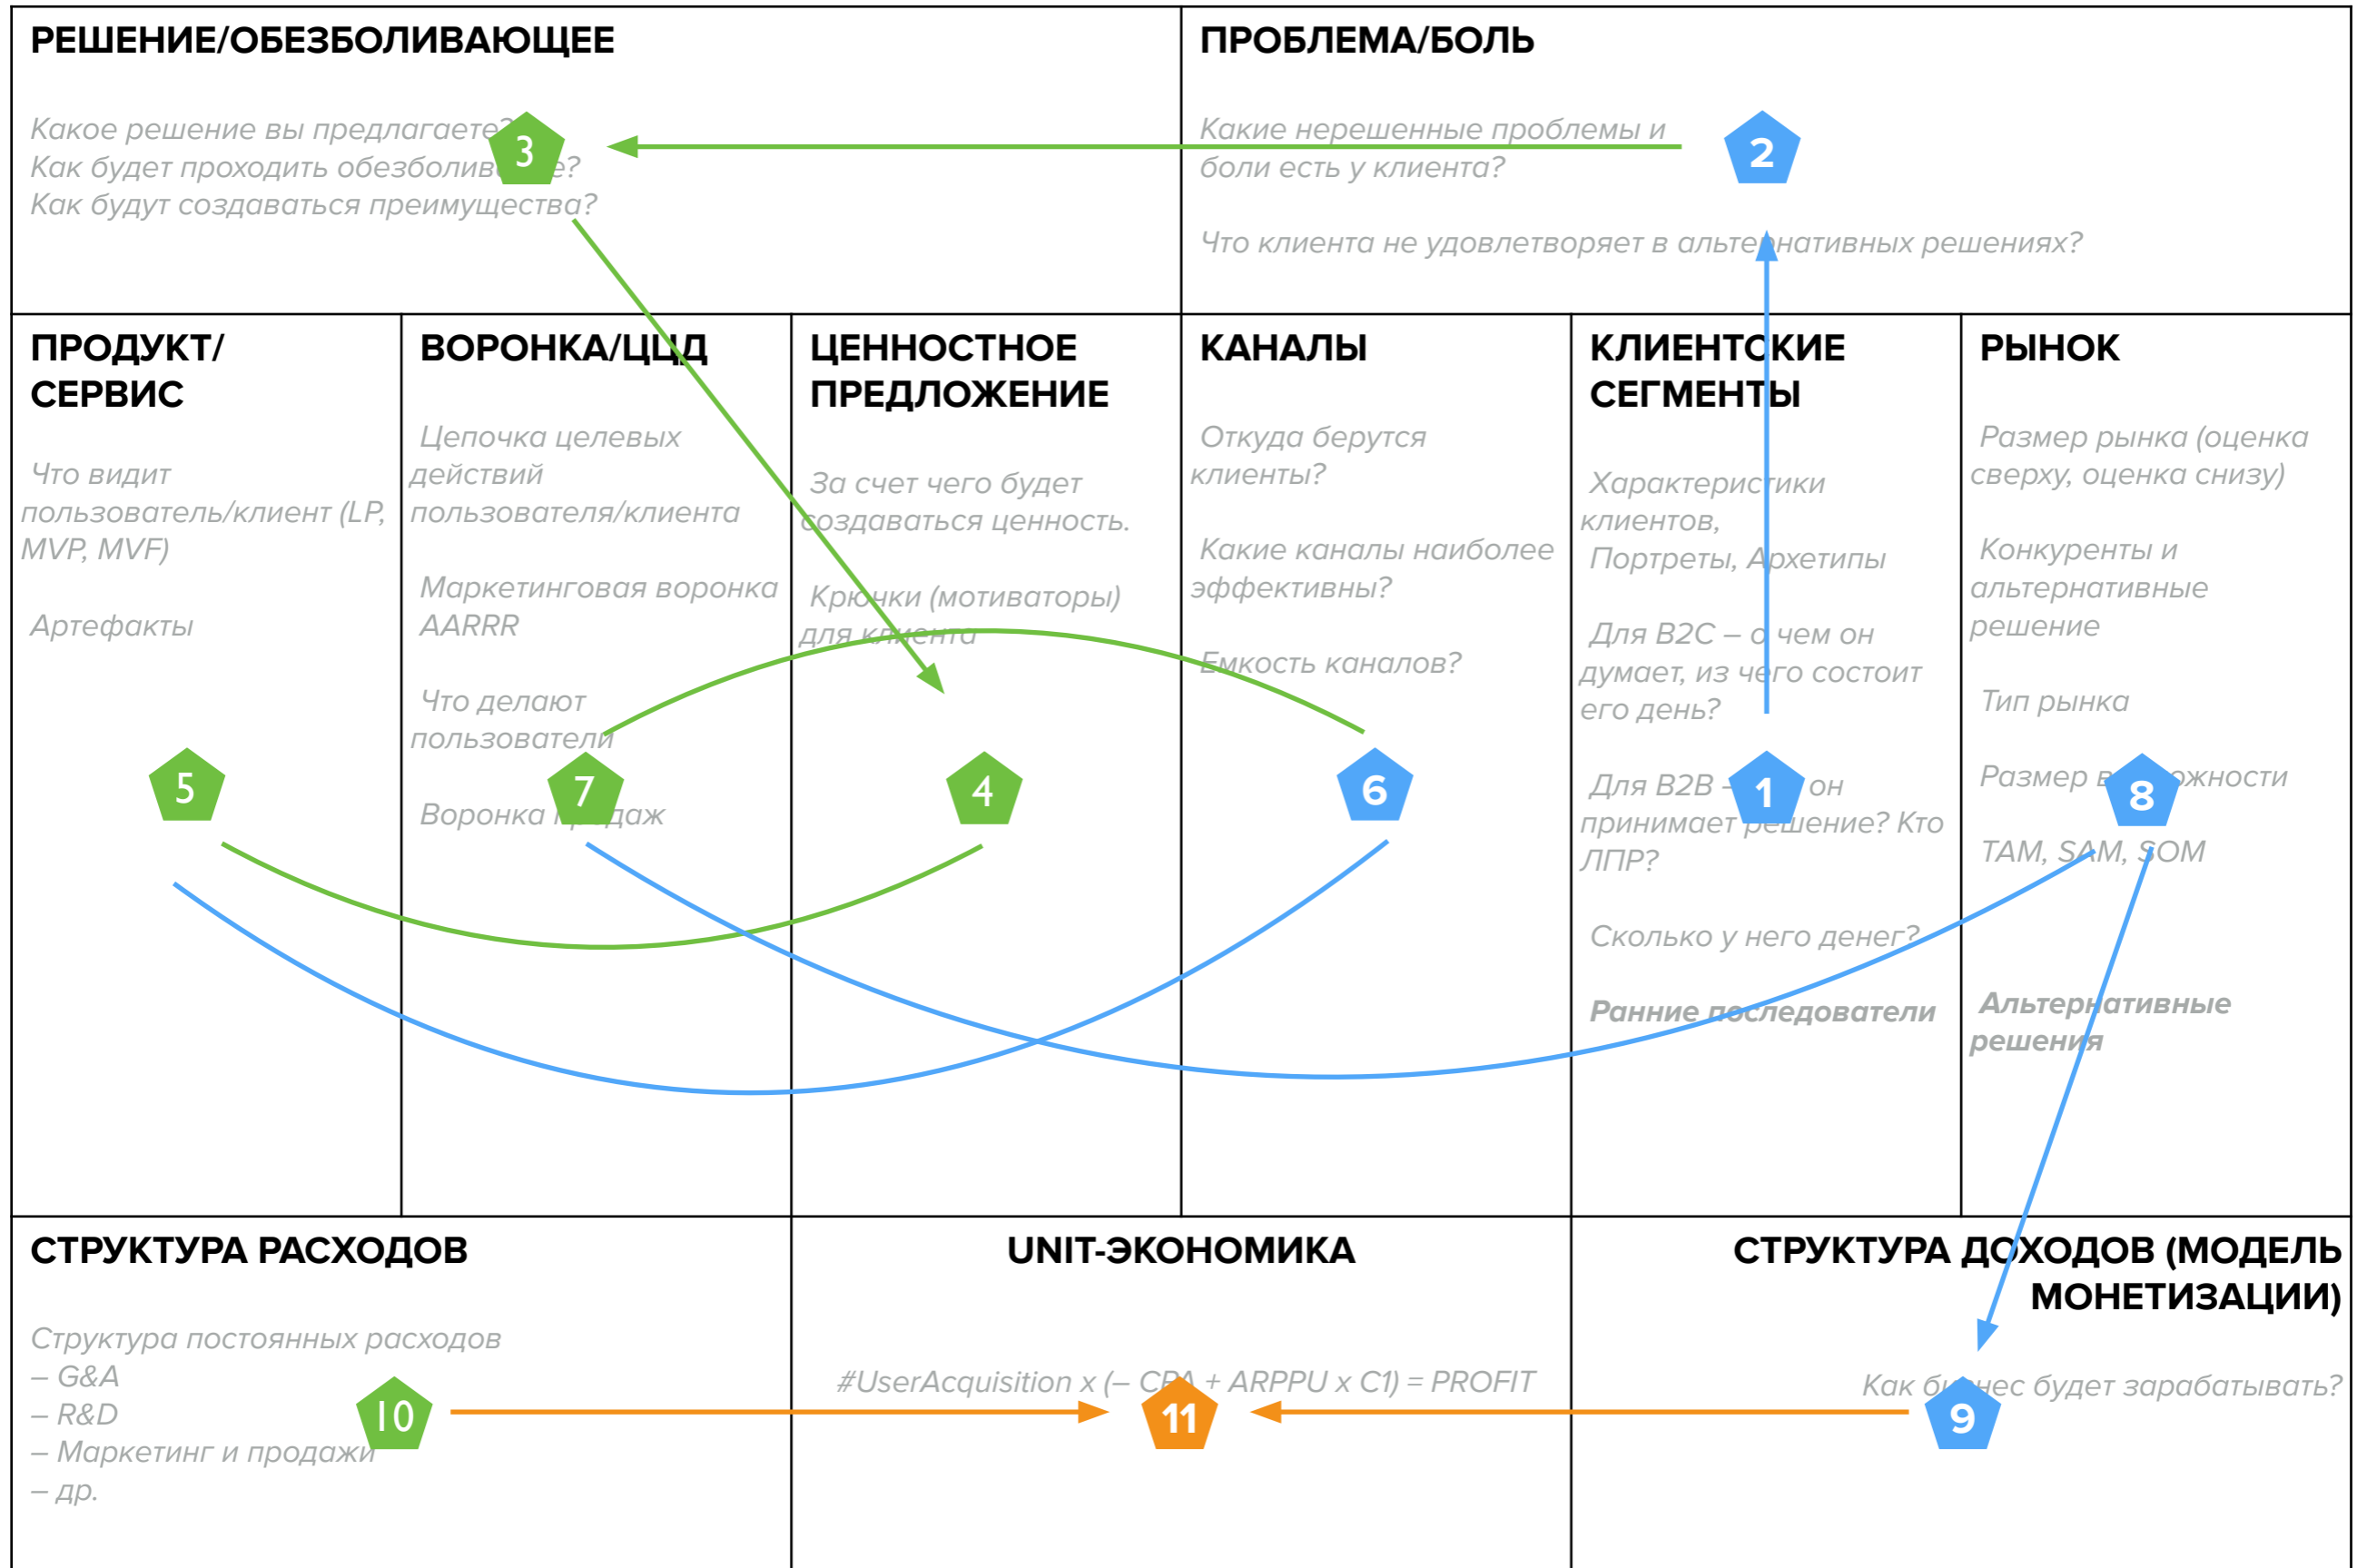 РЕШЕНИЕ/ОБЕЗБОЛИВАЮЩЕЕ
Какое решение вы предлагаете?
Как будет проходить обезболив е?
Как будут создаваться преимущества?
3
ПРОБЛЕМА/БОЛЬ
Какие нерешенные проблемы и
боли есть у клиента?
Что клиента не удовлетворяет в альтернативных решениях?
2
ПРОДУКТ/
СЕРВИС
Что видит
пользователь/клиент (LP,
MVP, MVF)
Артефакты
5
ВОРОНКА/ЦЦД
Цепочка целевых
действий
пользователя/клиента
Маркетинговая воронка
AARRR
Что делают
пользователи
Воронка продаж
7
ЦЕННОСТНОЕ
ПРЕДЛОЖЕНИЕ
За счет чего будет
создаваться ценность.
Крючки (мотиваторы)
для клиента
4
КАНАЛЫ
Откуда берутся
клиенты?
Какие каналы наиболее
эффективны?
Емкость каналов?
6
КЛИЕНТСКИЕ
СЕГМЕНТЫ
Характеристики
клиентов,
Портреты, Архетипы
Для B2C – о чем он
думает, из чего состоит
его день?
Для B2B – он
принимает решение? Кто
ЛПР?
Сколько у него денег?
Ранние последователи
1
РЫНОК
Размер рынка (оценка
сверху, оценка снизу)
Конкуренты и
альтернативные
решение
Тип рынка
Размер возможности
TAM, SAM, SOM
Альтернативные
решения
8
СТРУКТУРА РАСХОДОВ
Структура постоянных расходов
– G&A
– R&D
– Маркетинг и продажи
– др.
10
UNIT-ЭКОНОМИКА
#UserAcquisition x (– CPA + ARPPU x C1) = PROFIT
11
СТРУКТУРА ДОХОДОВ (МОДЕЛЬ
МОНЕТИЗАЦИИ)
Как бизнес будет зарабатывать?
9